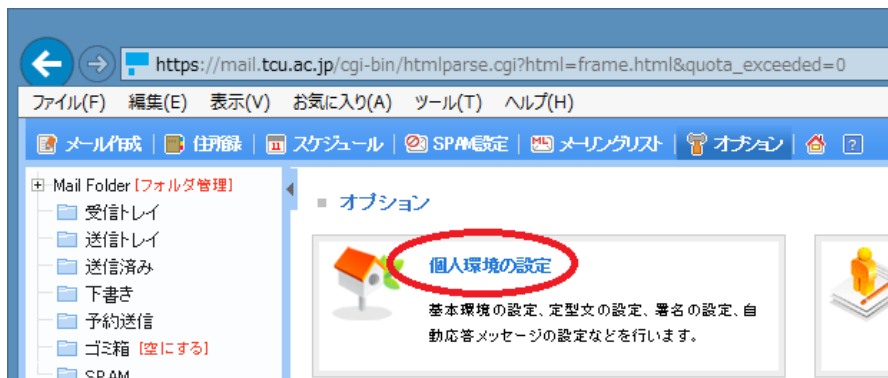 https://mail.tcu.ac.jp/cgi-bin/htmlparse.cgi?html=frame.html&quota_exceeded=0
ファイル(F) 編集(E) 表示(V) お気に入り(A) ツール(T) ヘルプ(H)
メール作成 | 住所録 | スケジュール | SPAM設定 | メーリングリスト | オプション | ?
Mail Folder [フォルダ管理]
受信トレイ
送信トレイ
送信済み
下書き
予約送信
ゴミ箱 [空にする]
SPAM
オプション
個人環境の設定
基本環境の設定、定型文の設定、署名の設定、自
動応答メッセージの設定などを行います。